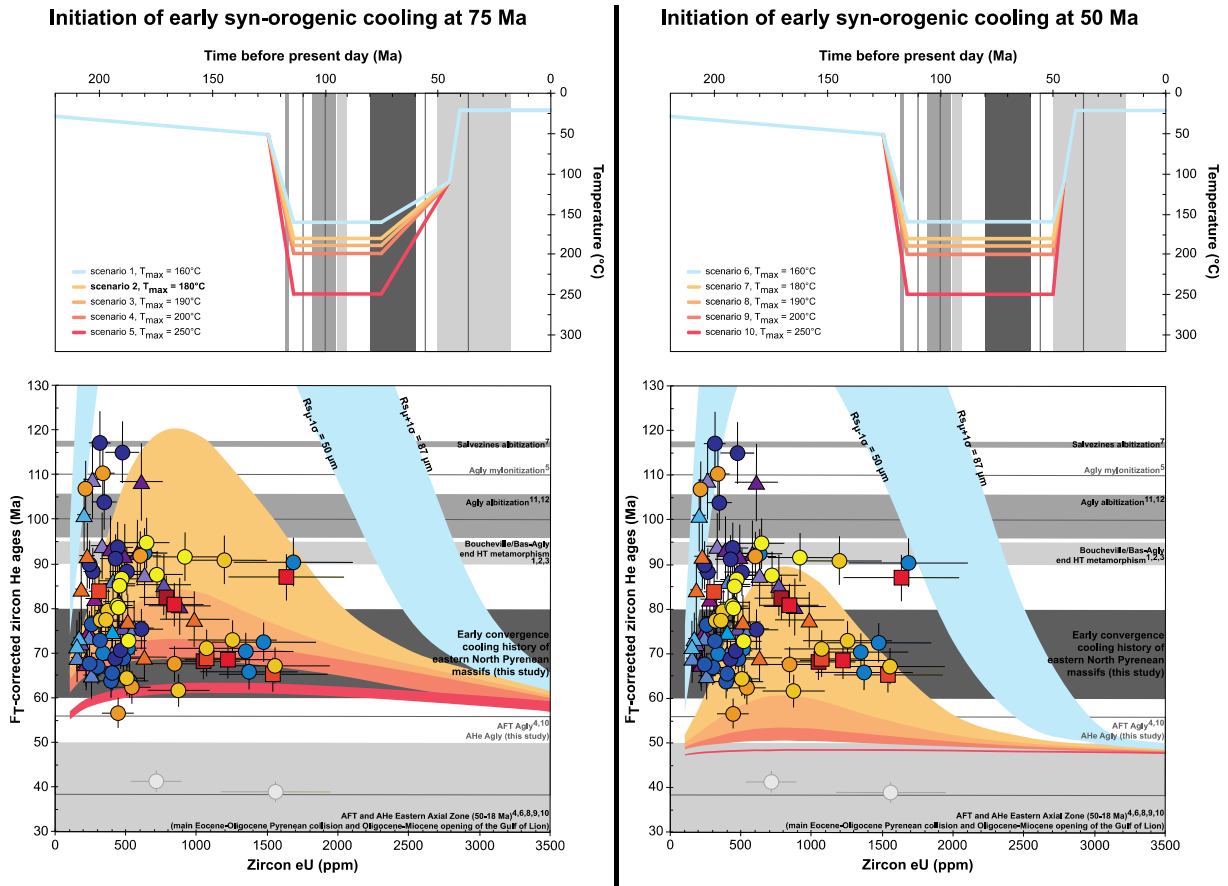 Initiation of early syn-orogenic cooling at 75 Ma
Time before present day (Ma)
200 150 100 50 0
0
50
100
150
200
250
300
Temperature (°C)
scenario 1, Tmax = 160°C
scenario 2, Tmax = 180°C
scenario 3, Tmax = 190°C
scenario 4, Tmax = 200°C
scenario 5, Tmax = 250°C
130
120
110
100
90
80
70
60
50
40
30
FT-corrected zircon He ages (Ma)
Rsμ-1σ = 50 μm
Rsμ+1σ = 87 μm
Salvezines albitization7
Agly mylonitization5
Agly albitization11,12
Boucheville/Bas-Agly
end HT metamorphism
1,2,3
Early convergence
cooling history of
eastern North Pyrenean
massifs (this study)
AFT Agly4,10
AHe Agly (this study)
AFT and AHe Eastern Axial Zone (50-18 Ma)4,6,8,9,10
(main Eocene-Oligocene Pyrenean collision and Oligocene-Miocene opening of the Gulf of Lion)
0 500 1000 1500 2000 2500 3000 3500
Zircon eU (ppm)
Initiation of early syn-orogenic cooling at 50 Ma
Time before present day (Ma)
200 150 100 50 0
0
50
100
150
200
250
300
Temperature (°C)
scenario 6, Tmax = 160°C
scenario 7, Tmax = 180°C
scenario 8, Tmax = 190°C
scenario 9, Tmax = 200°C
scenario 10, Tmax = 250°C
130
120
110
100
90
80
70
60
50
40
30
FT-corrected zircon He ages (Ma)
Rsμ-1σ = 50 μm
Rsμ+1σ = 87 μm
Salvezines albitization7
Agly mylonitization5
Agly albitization11,12
Boucheville/Bas-Agly
end HT metamorphism
1,2,3
Early convergence
cooling history of
eastern North Pyrenean
massifs (this study)
AFT Agly4,10
AHe Agly (this study)
AFT and AHe Eastern Axial Zone (50-18 Ma)4,6,8,9,10
(main Eocene-Oligocene Pyrenean collision and Oligocene-Miocene opening of the Gulf of Lion)
0 500 1000 1500 2000 2500 3000 3500
Zircon eU (ppm)